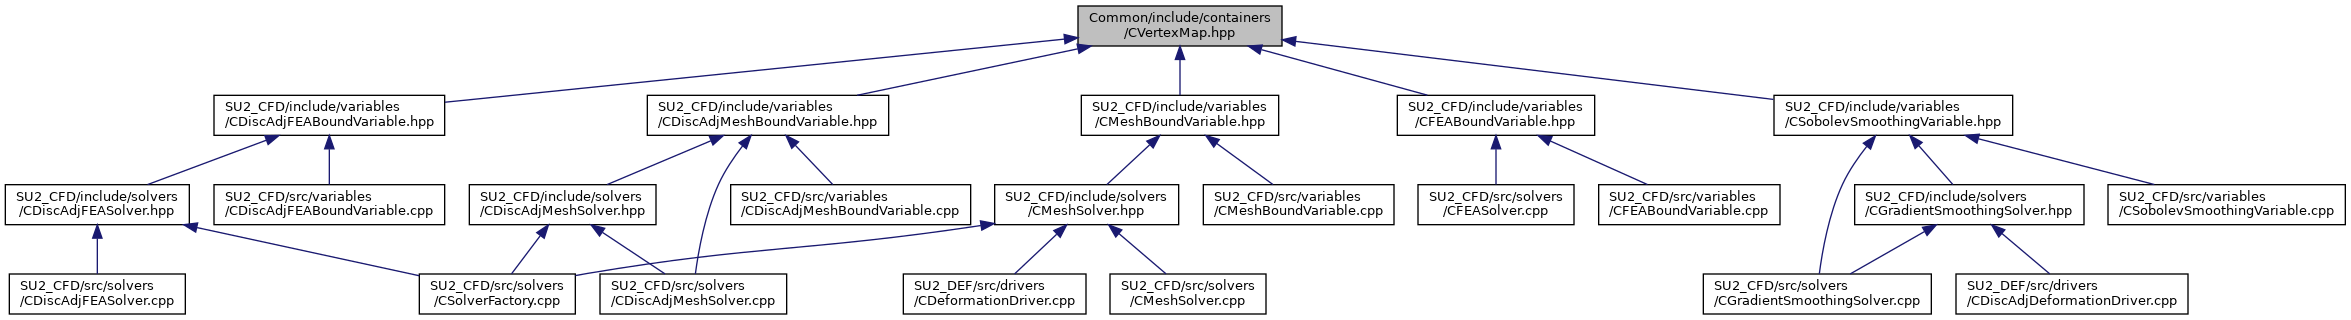 Common/include/containers
/CVertexMap.hpp
SU2_CFD/include/variables
/CDiscAdjFEABoundVariable.hpp
SU2_CFD/include/variables
/CDiscAdjMeshBoundVariable.hpp
SU2_CFD/include/variables
/CMeshBoundVariable.hpp
SU2_CFD/include/variables
/CFEABoundVariable.hpp
SU2_CFD/include/variables
/CSobolevSmoothingVariable.hpp
SU2_CFD/include/solvers
/CDiscAdjFEASolver.hpp
SU2_CFD/src/variables
/CDiscAdjFEABoundVariable.cpp
SU2_CFD/include/solvers
/CDiscAdjMeshSolver.hpp
SU2_CFD/src/variables
/CDiscAdjMeshBoundVariable.cpp
SU2_CFD/include/solvers
/CMeshSolver.hpp
SU2_CFD/src/variables
/CMeshBoundVariable.cpp
SU2_CFD/src/solvers
/CFEASolver.cpp
SU2_CFD/src/variables
/CFEABoundVariable.cpp
SU2_CFD/include/solvers
/CGradientSmoothingSolver.hpp
SU2_CFD/src/variables
/CSobolevSmoothingVariable.cpp
SU2_CFD/src/solvers
/CDiscAdjFEASolver.cpp
SU2_CFD/src/solvers
/CSolverFactory.cpp
SU2_CFD/src/solvers
/CDiscAdjMeshSolver.cpp
SU2_DEF/src/drivers
/CDeformationDriver.cpp
SU2_CFD/src/solvers
/CMeshSolver.cpp
SU2_CFD/src/solvers
/CGradientSmoothingSolver.cpp
SU2_DEF/src/drivers
/CDiscAdjDeformationDriver.cpp